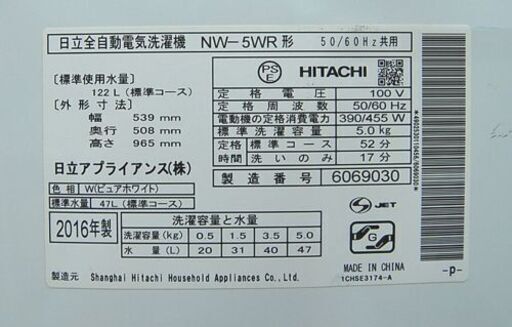 日立全自動電気洗濯機 NW-5WR 形 50/60Hz共用
[標準使用水量]
122 L (標準コース)
[外 形 寸 法]
幅 539 mm
奥行 508 mm
高さ 965 mm
日立アプライアンス(株)
色 相 W(ピュアホワイト)
標準水量 47L (標準コース)
PS
E
HITACHI
定格電圧 100 V
定格周波数 50/60 Hz
電動機の定格消費電力 390/455 W
標準洗濯容量 5.0kg
定格 標準コース 52分
時間 洗いのみ 17分
製造番号 6069030
2016年製
洗濯容量と水量
洗濯容量(kg) 0.5 1.5 3.5 5.0
水 量 (L) 20 31 40 47
S JET
G
製造元 Shanghai Hitachi Household Appliances Co., Ltd.
MADE IN CHINA
1CHSE3174-A
-p-